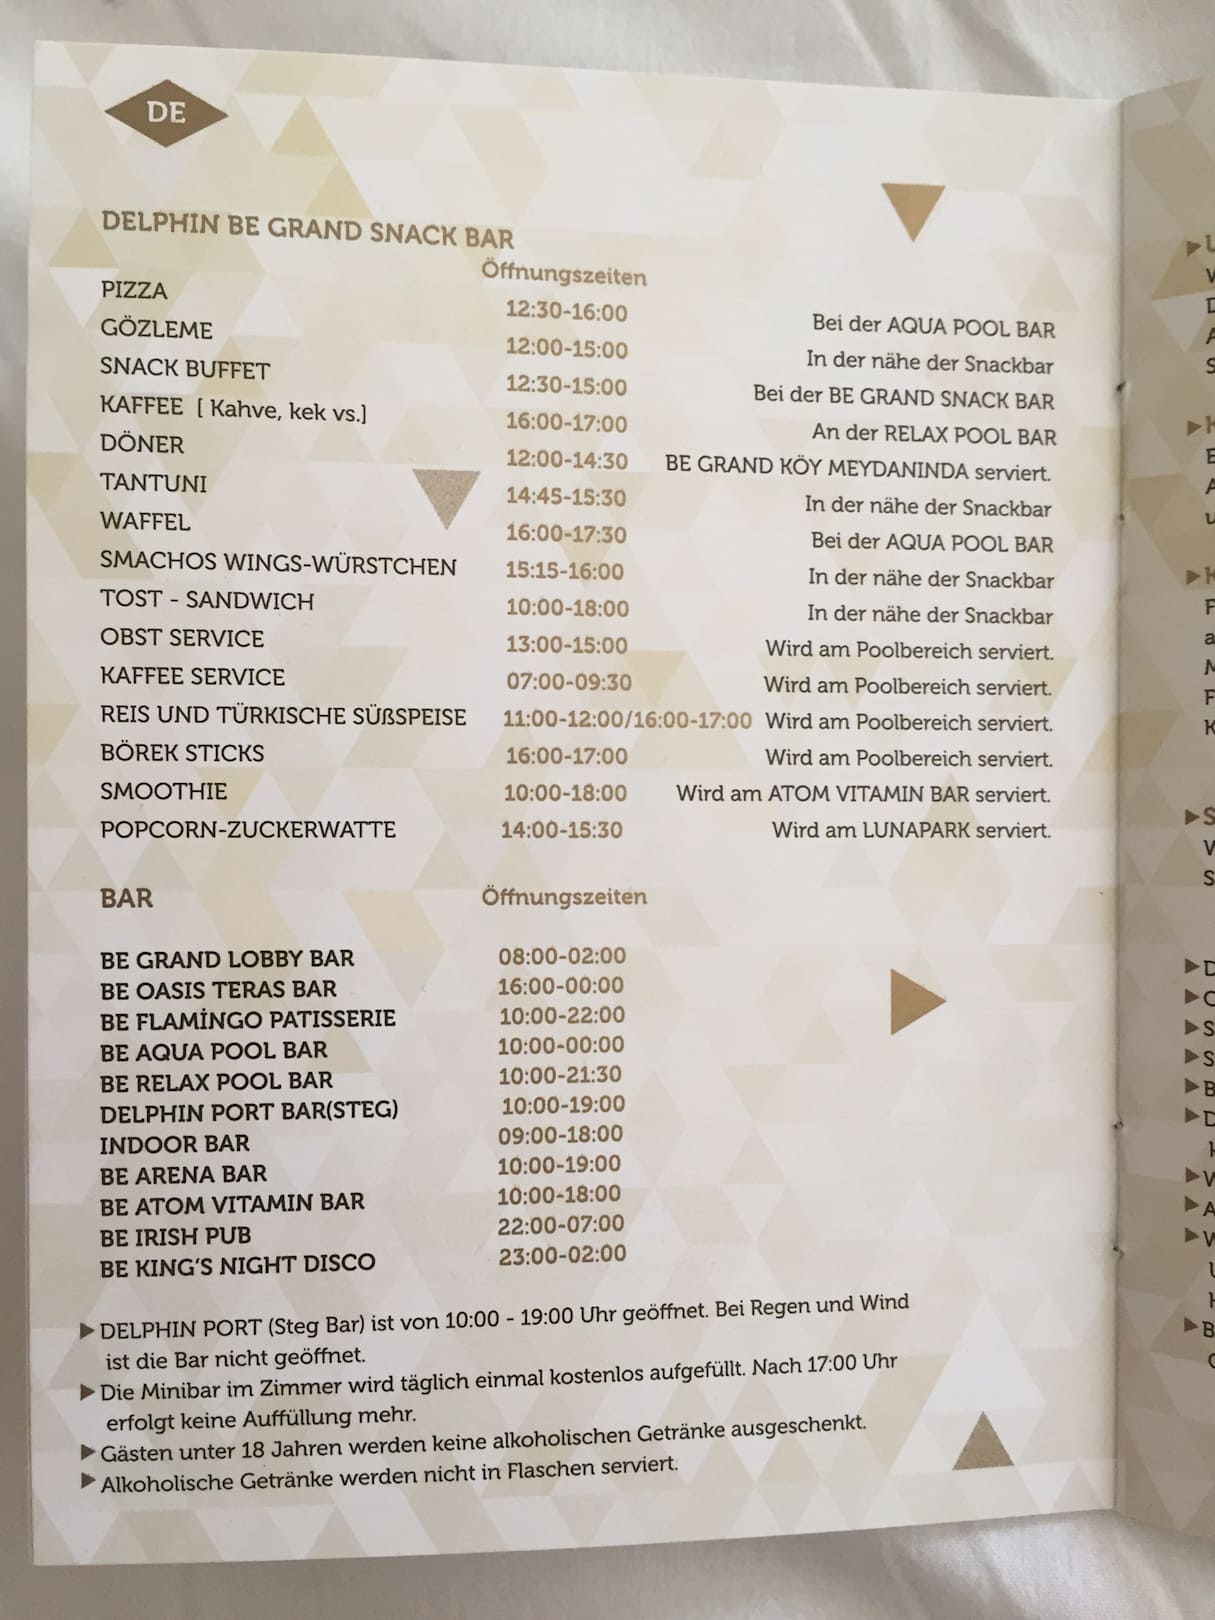 DE
DELPHIN BE GRAND SNACK BAR
Öffnungszeiten
PIZZA 12:30-16:00 Bei der AQUA POOL BAR
GÖZLEME 12:00-15:00 In der nähe der Snackbar
SNACK BUFFET 12:30-15:00 Bei der BE GRAND SNACK BAR
KAFFEE [ Kahve, kek vs.] 16:00-17:00 An der RELAX POOL BAR
DÖNER 12:00-14:30 BE GRAND KÖY MEYDANINDA serviert.
TANTUNI 14:45-15:30 In der nähe der Snackbar
WAFFEL 16:00-17:30 Bei der AQUA POOL BAR
SMACHOS WINGS-WÜRSTCHEN 15:15-16:00 In der nähe der Snackbar
TOST - SANDWICH 10:00-18:00 In der nähe der Snackbar
OBST SERVICE 13:00-15:00 Wird am Poolbereich serviert.
KAFFEE SERVICE 07:00-09:30 Wird am Poolbereich serviert.
REIS UND TÜRKISCHE SÜßSPEISE 11:00-12:00/16:00-17:00 Wird am Poolbereich serviert.
BÖREK STICKS 16:00-17:00 Wird am Poolbereich serviert.
SMOOTHIE 10:00-18:00 Wird am ATOM VITAMIN BAR serviert.
POPCORN-ZUCKERWATTE 14:00-15:30 Wird am LUNAPARK serviert.
BAR Öffnungszeiten
BE GRAND LOBBY BAR 08:00-02:00
BE OASIS TERAS BAR 16:00-00:00
BE FLAMİNGO PATISSERIE 10:00-22:00
BE AQUA POOL BAR 10:00-00:00
BE RELAX POOL BAR 10:00-21:30
DELPHIN PORT BAR(STEG) 10:00-19:00
INDOOR BAR 09:00-18:00
BE ARENA BAR 10:00-19:00
BE ATOM VITAMIN BAR 10:00-18:00
BE IRISH PUB 22:00-07:00
BE KING'S NIGHT DISCO 23:00-02:00
DELPHIN PORT (Steg Bar) ist von 10:00 - 19:00 Uhr geöffnet. Bei Regen und Wind
ist die Bar nicht geöffnet.
Die Minibar im Zimmer wird täglich einmal kostenlos aufgefüllt. Nach 17:00 Uhr
erfolgt keine Auffüllung mehr.
Gästen unter 18 Jahren werden keine alkoholischen Getränke ausgeschenkt.
Alkoholische Getränke werden nicht in Flaschen serviert.